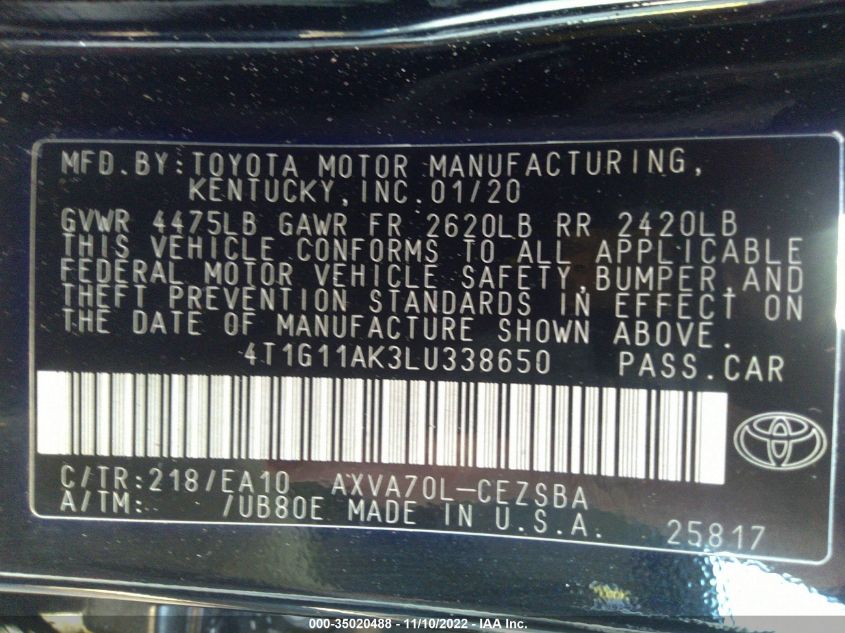 MFD.BY:TOYOTA MOTOR MANUFACTURING,
KENTUCKY,INC.01/20
GVWR 4475LB GAWR FR 2620LB RR 2420LB
THIS VEHICLE CONFORMS TO ALL APPLICABLE
FEDERAL MOTOR VEHICLE SAFETY,BUMPER,AND
THEFT PREVENTION STANDARDS IN EFFECT ON
THE DATE OF MANUFACTURE SHOWN ABOVE.
4T1G11AK3LU338650 PASS.CAR
C/TR:218/EA10 AXVA70L-CEZSBA
A/TM: /UB80E MADE IN U.S.A. 25817
000-35020488 - 11/10/2022 - IAA Inc.